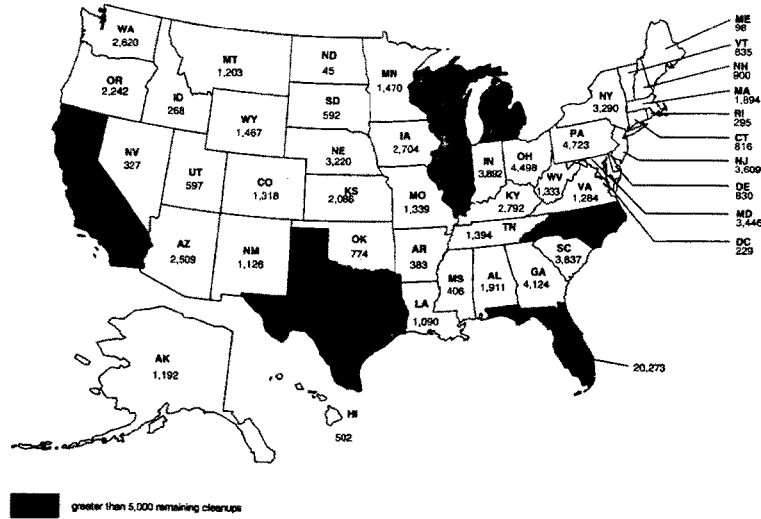 WA
2,620
OR
2,242
ID
268
MT
1,203
ND
45
MN
1,470
SD
592
WY
1,467
NV
327
UT
597
CO
1,318
NE
3,220
KS
2,086
IA
2,704
MO
1,339
AZ
2,509
NM
1,126
OK
774
AR
383
LA
1,090
MS
406
AL
1,911
GA
4,124
SC
3,837
1,394 TN
KY
2,792
IN
3,892
OH
4,498
WV
1,333
VA
1,284
PA
4,723
NY
3,290
ME
98
VT
835
NH
900
MA
1,894
RI
295
CT
816
NJ
3,609
DE
830
MD
3,446
DC
229
20,273
AK
1,192
HI
502
greater than 5,000 remaining cleanups